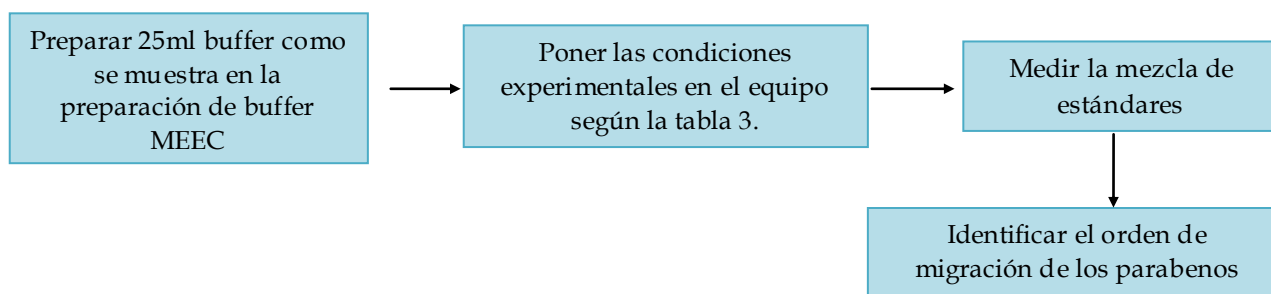 Preparar 25ml buffer como
se muestra en la
preparación de buffer
MEEC
Poner las condiciones
experimentales en el equipo
según la tabla 3.
Medir la mezcla de
estándares
Identificar el orden de
migración de los parabenos